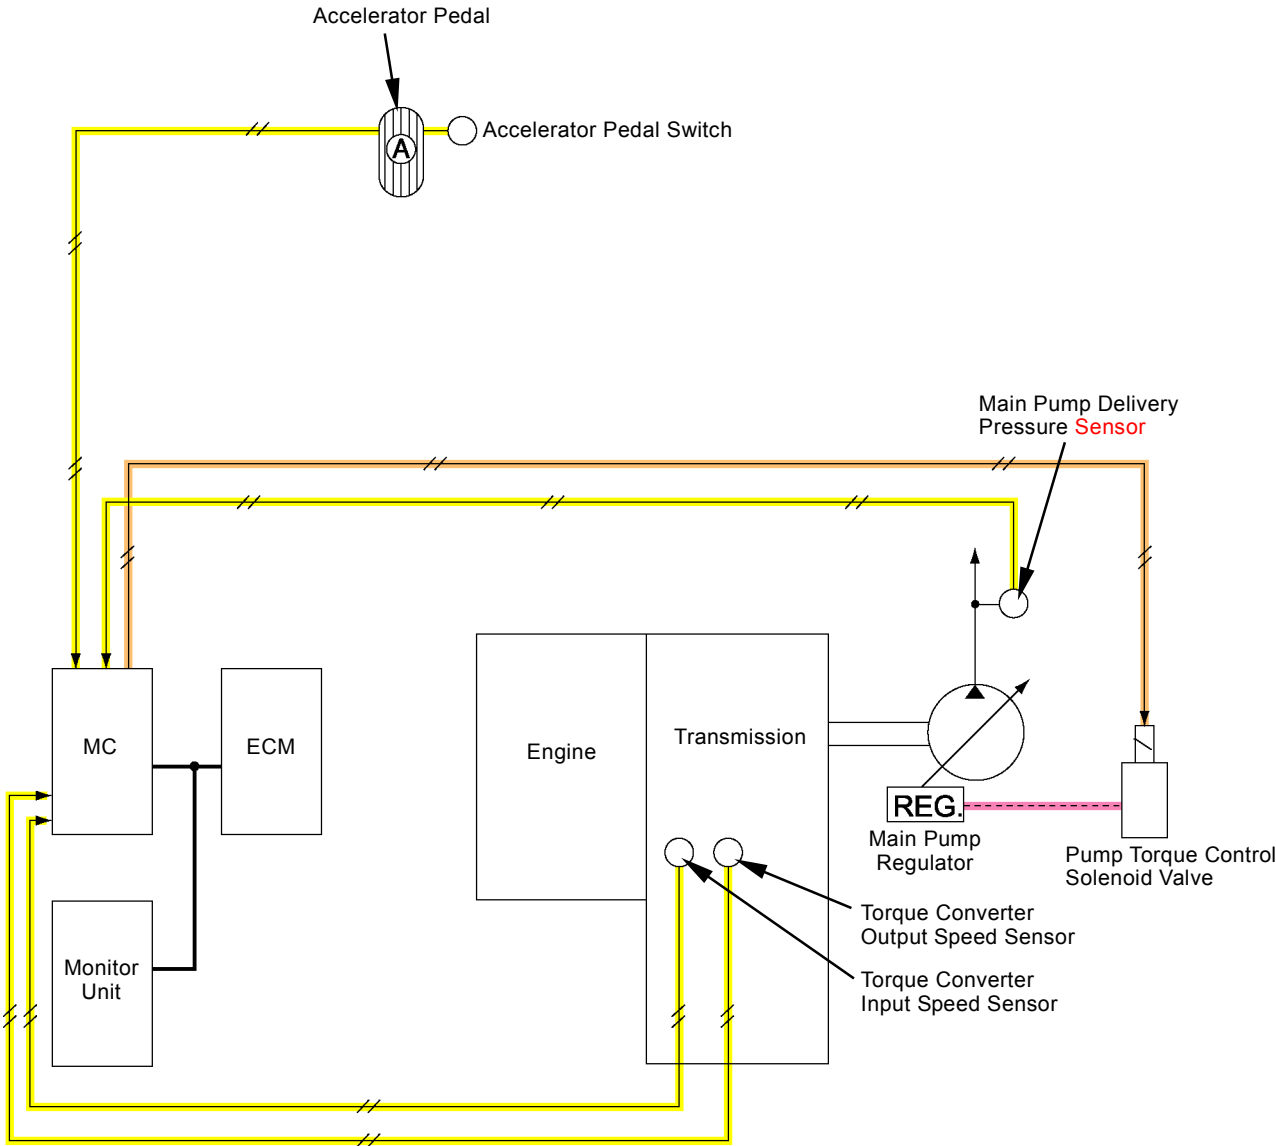 Accelerator Pedal
A
Accelerator Pedal Switch
Main Pump Delivery
Pressure Sensor
MC
ECM
Engine
Transmission
REG.
Main Pump
Regulator
Pump Torque Control
Solenoid Valve
Torque Converter
Output Speed Sensor
Monitor
Unit
Torque Converter
Input Speed Sensor